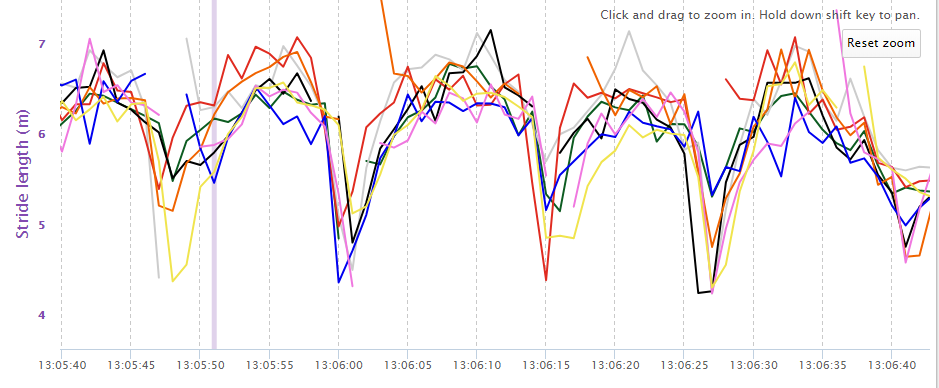 Click and drag to zoom in. Hold down shift key to pan.
Reset zoom
Stride length (m)
7
6
5
4
13:05:40 13:05:45 13:05:50 13:05:55 13:06:00 13:06:05 13:06:10 13:06:15 13:06:20 13:06:25 13:06:30 13:06:35 13:06:40